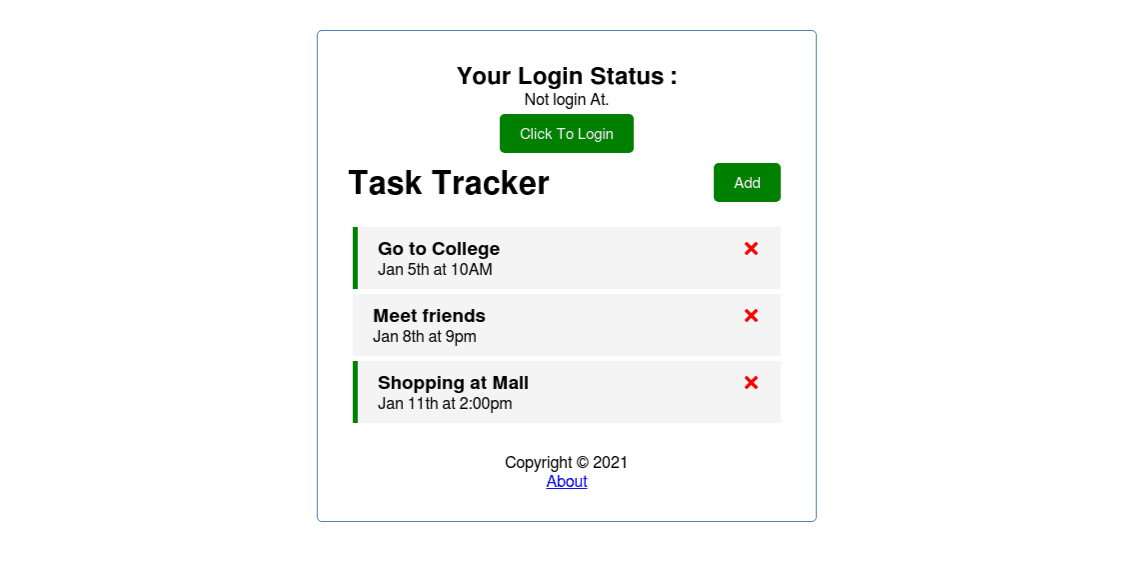 Your Login Status :
Not login At.
Click To Login
Task Tracker
Add
Go to College
Jan 5th at 10AM
Meet friends
Jan 8th at 9pm
Shopping at Mall
Jan 11th at 2:00pm
Copyright © 2021
About